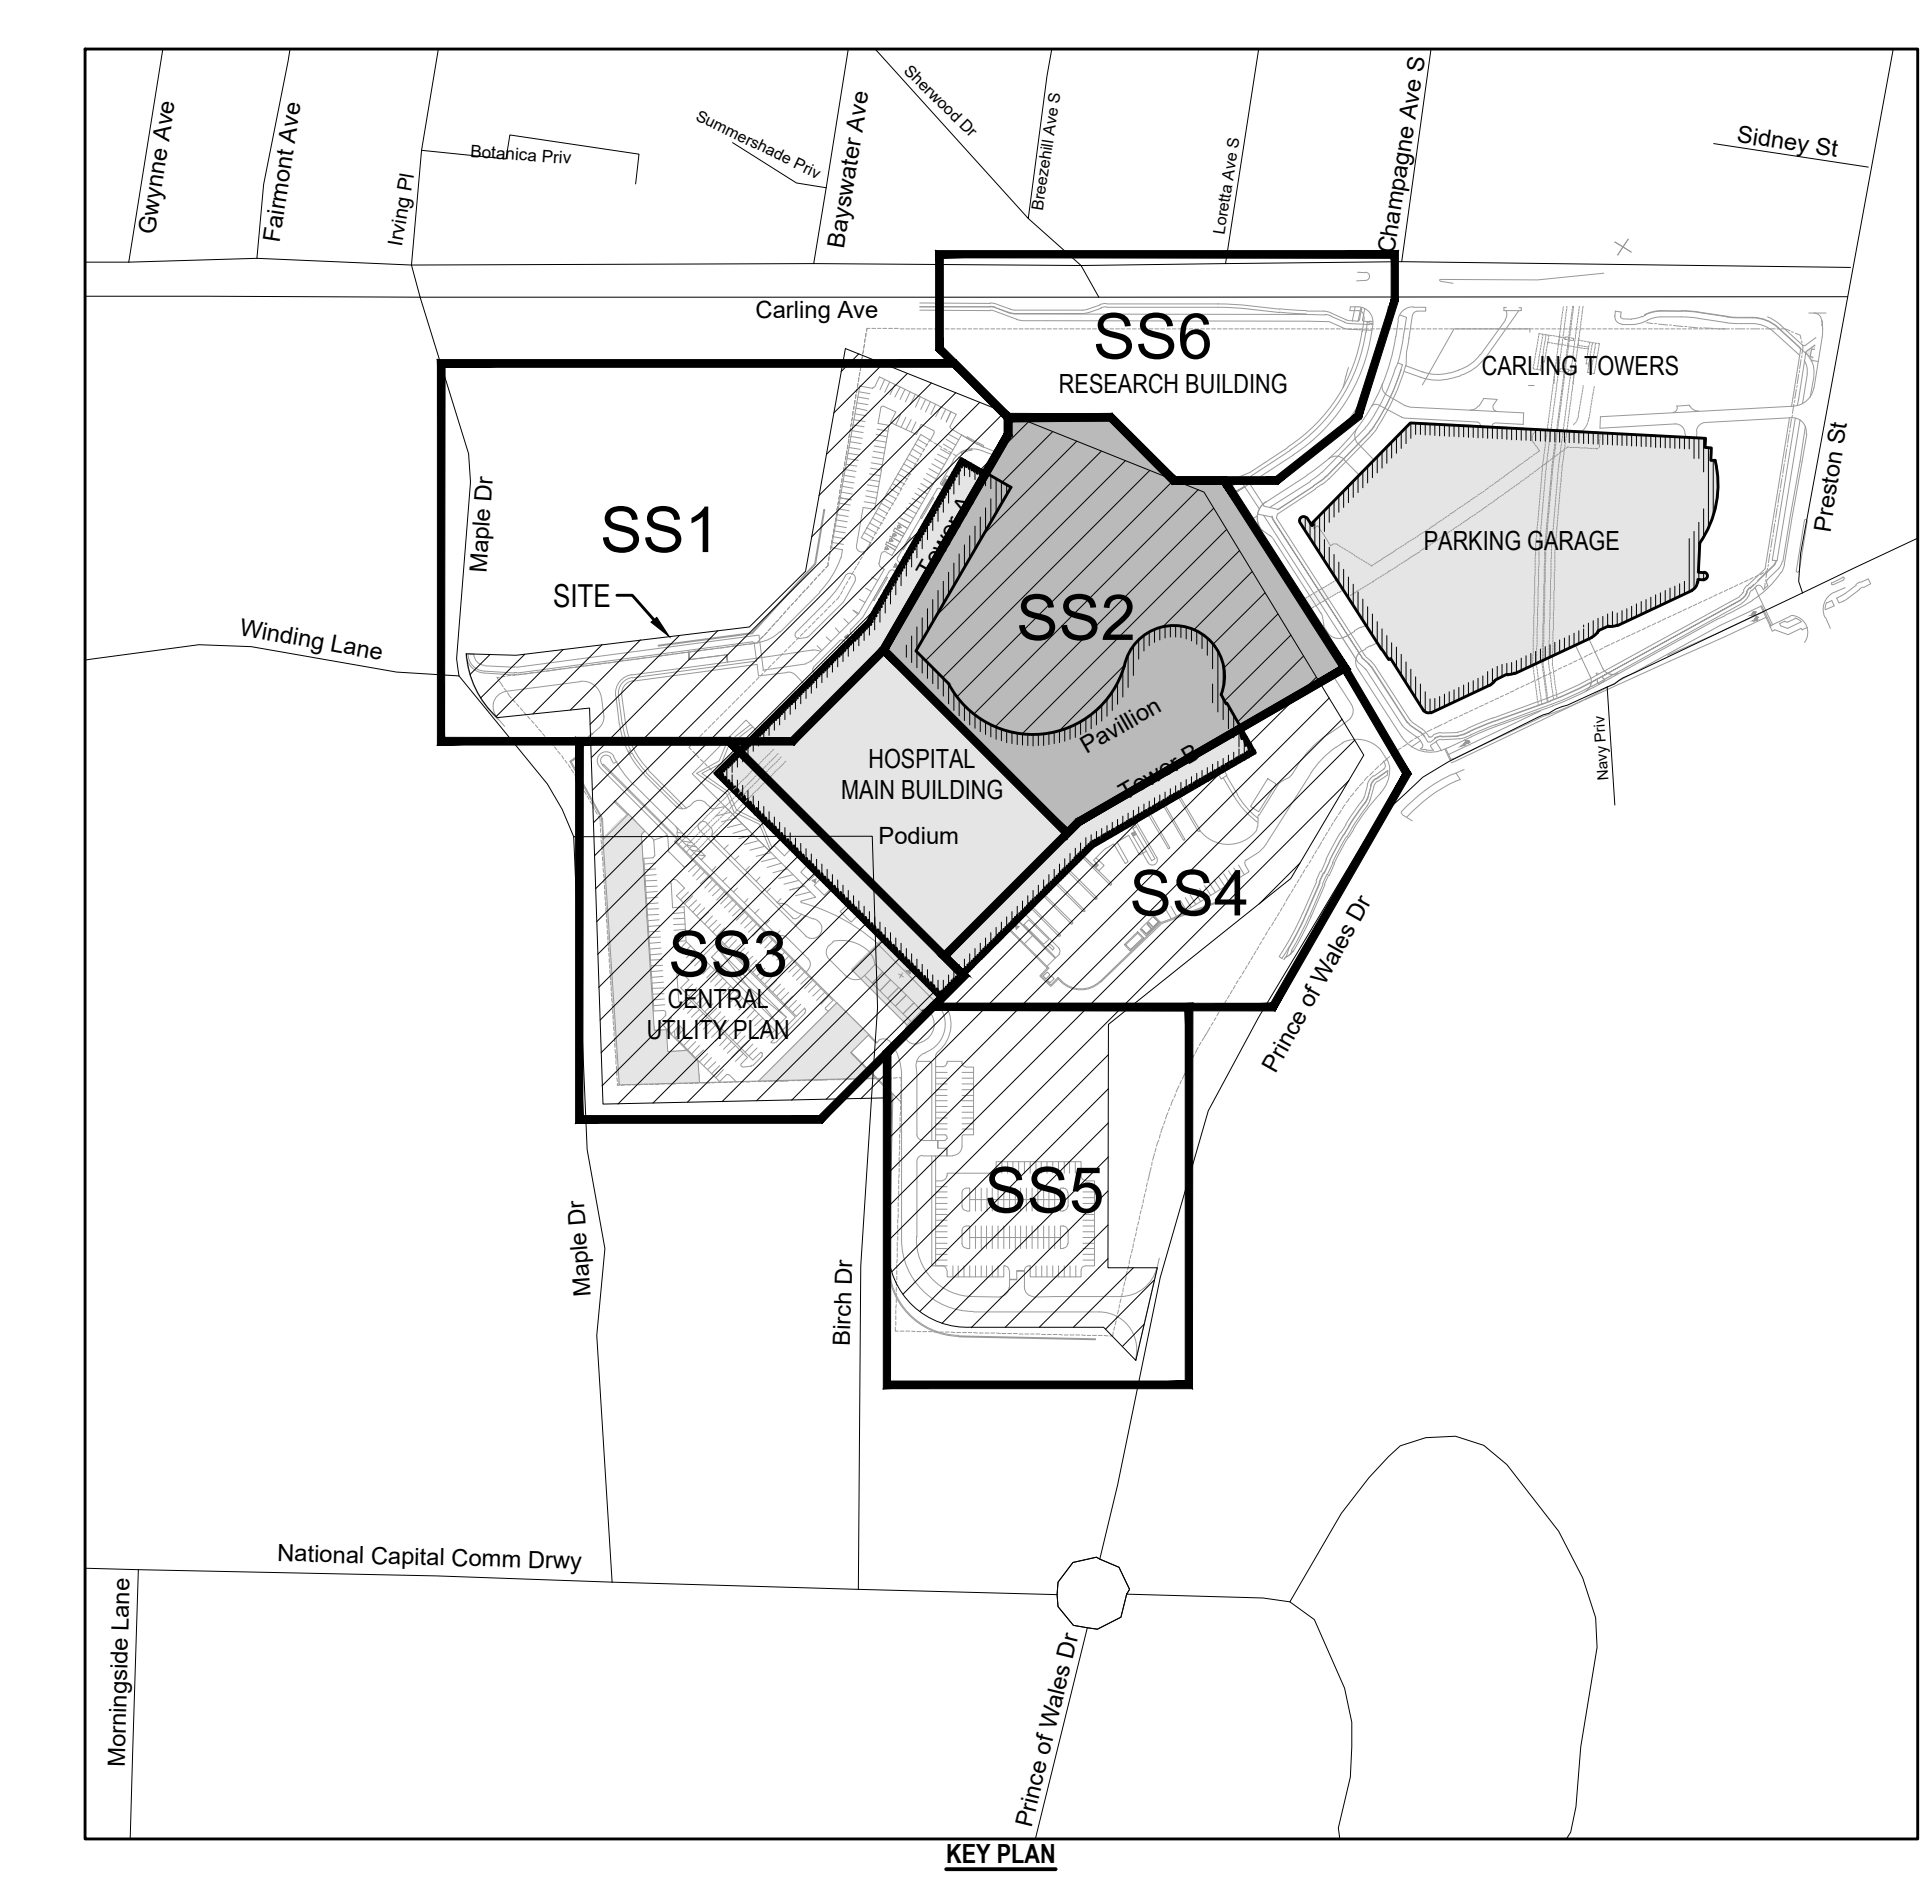 Gwynne Ave
Fairmont Ave
Irving Pl
Botanica Priv
Summershade Priv
Bayswater Ave
Sherwood Dr
Breezehill Ave S
Loretta Ave S
Champagne Ave S
Sidney St
Carling Ave
SS6
RESEARCH BUILDING
CARLING TOWERS
PARKING GARAGE
Preston St
Maple Dr
SS1
SITE
Winding Lane
Tower A
SS2
Pavillion
Tower B
HOSPITAL
MAIN BUILDING
Podium
Navy Priv
SS4
Prince of Wales Dr
SS3
CENTRAL
UTILITY PLAN
SS5
Maple Dr
Birch Dr
National Capital Comm Drwy
Morningside Lane
Prince of Wales Dr
KEY PLAN